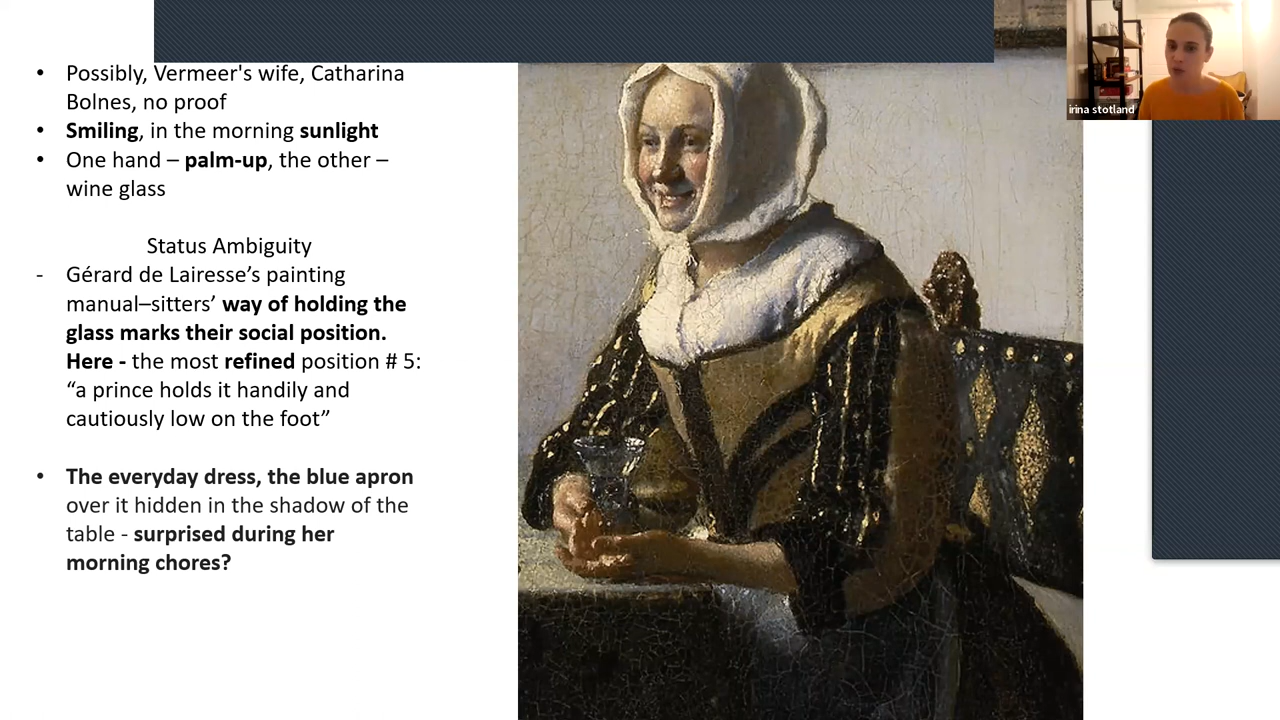 • Possibly, Vermeer's wife, Catharina
Bolnes, no proof
• Smiling, in the morning sunlight
• One hand – palm-up, the other –
wine glass
Status Ambiguity
- Gérard de Lairesse’s painting
manual–sitters’ way of holding the
glass marks their social position.
Here - the most refined position # 5:
“a prince holds it handily and
cautiously low on the foot”
• The everyday dress, the blue apron
over it hidden in the shadow of the
table - surprised during her
morning chores?
irina stotland